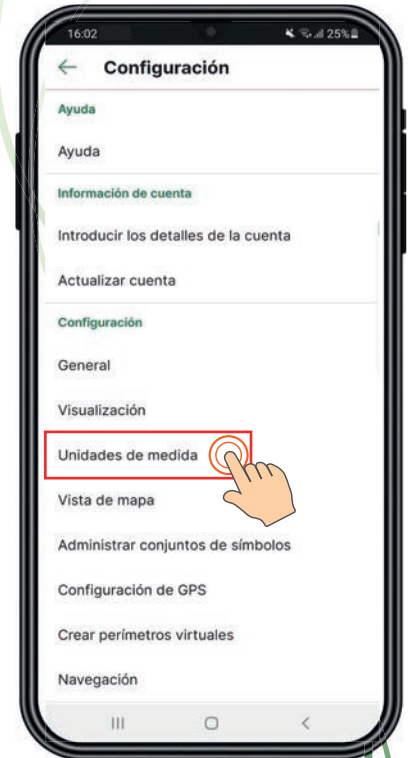 16:02 25%
← Configuración
Ayuda
Ayuda
Información de cuenta
Introducir los detalles de la cuenta
Actualizar cuenta
Configuración
General
Visualización
Unidades de medida
Vista de mapa
Administrar conjuntos de símbolos
Configuración de GPS
Crear perímetros virtuales
Navegación